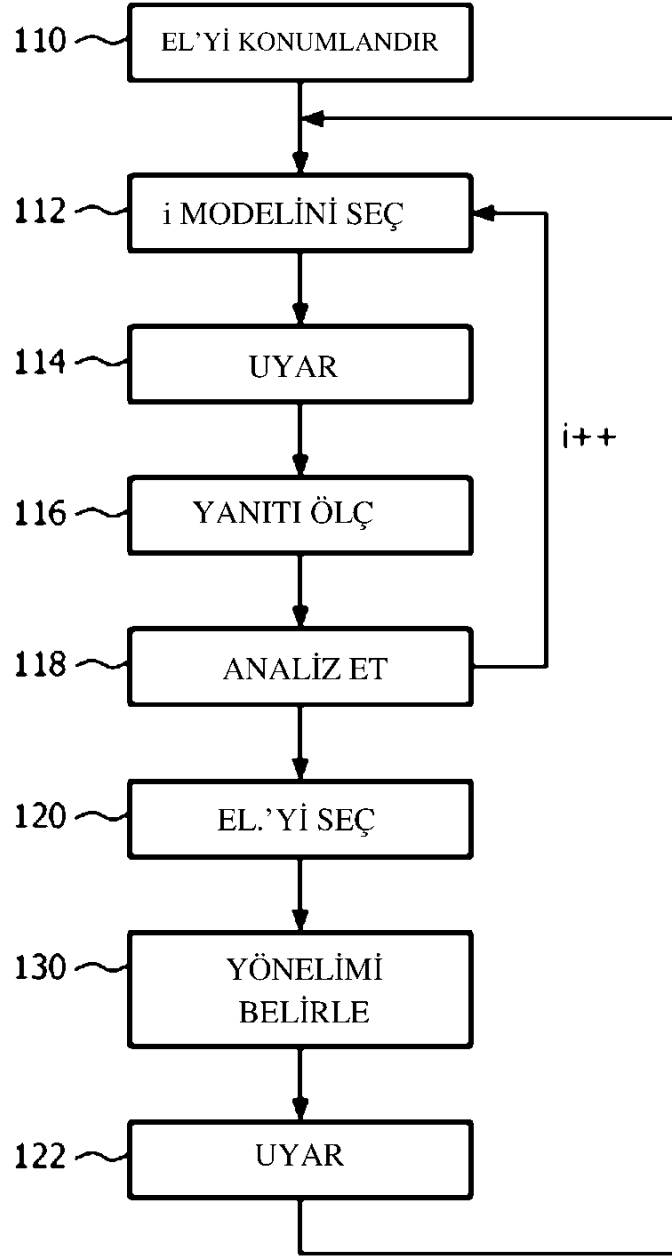 110 EL'Yİ KONUMLANDIR
112 i MODELİNİ SEÇ
114 UYAR
i++
116 YANITI ÖLÇ
118 ANALİZ ET
120 EL.'Yİ SEÇ
130 YÖNELİMİ
BELİRLE
122 UYAR